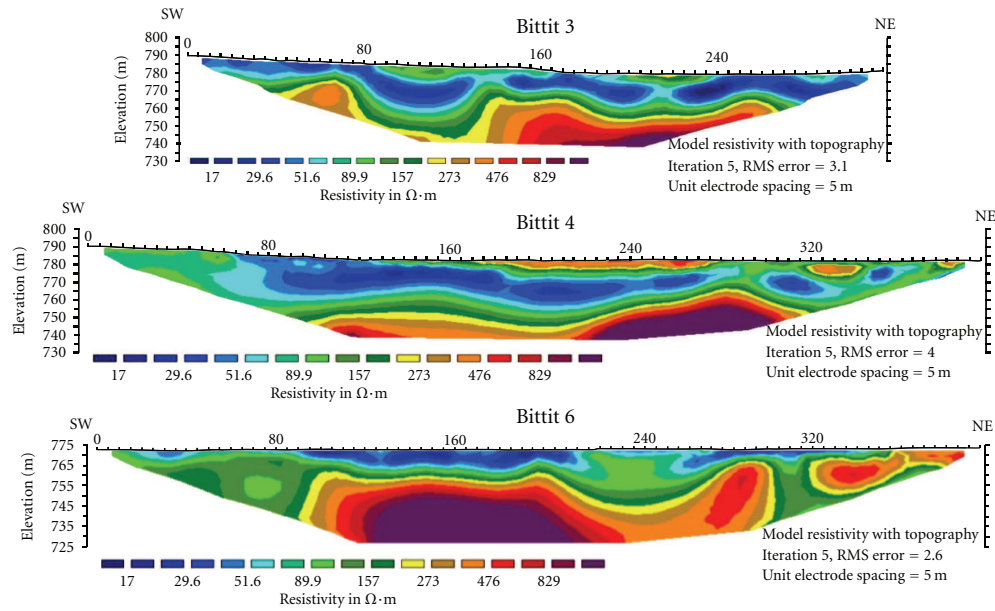 Bittit 3
SW
NE
0
80
160
240
Elevation (m)
800
790
780
770
760
750
740
730
17
29.6
51.6
89.9
157
273
476
829
Resistivity in Ω·m
Model resistivity with topography
Iteration 5, RMS error = 3.1
Unit electrode spacing = 5 m
Bittit 4
SW
NE
0
80
160
240
320
Elevation (m)
800
790
780
770
760
750
740
730
17
29.6
51.6
89.9
157
273
476
829
Resistivity in Ω·m
Model resistivity with topography
Iteration 5, RMS error = 4
Unit electrode spacing = 5 m
Bittit 6
SW
NE
0
80
160
240
320
Elevation (m)
775
765
755
745
735
725
17
29.6
51.6
89.9
157
273
476
829
Resistivity in Ω·m
Model resistivity with topography
Iteration 5, RMS error = 2.6
Unit electrode spacing = 5 m